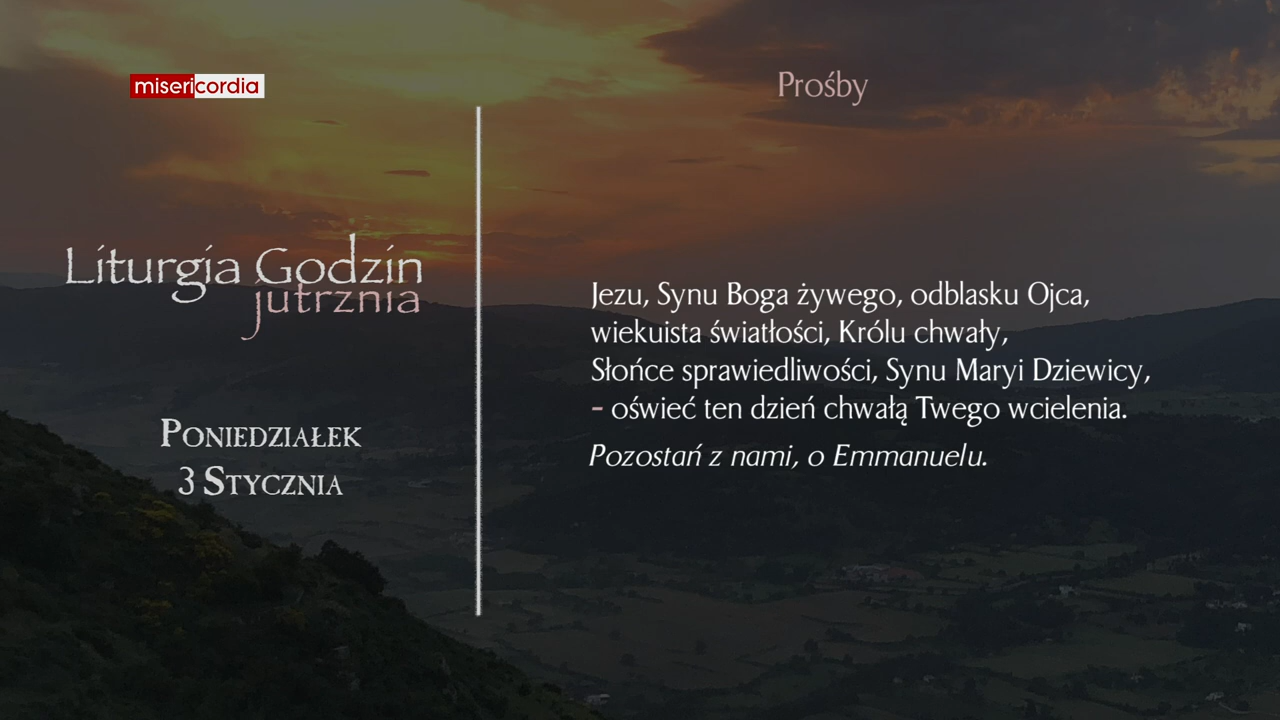 misericordia
Liturgia Godzin
jutrznia
Poniedziałek
3 Stycznia
Prośby
Jezu, Synu Boga żywego, odblasku Ojca,
wiekuista światłości, Królu chwały,
Słońce sprawiedliwości, Synu Maryi Dziewicy,
- oświeć ten dzień chwałą Twego wcielenia.
Pozostań z nami, o Emmanuelu.